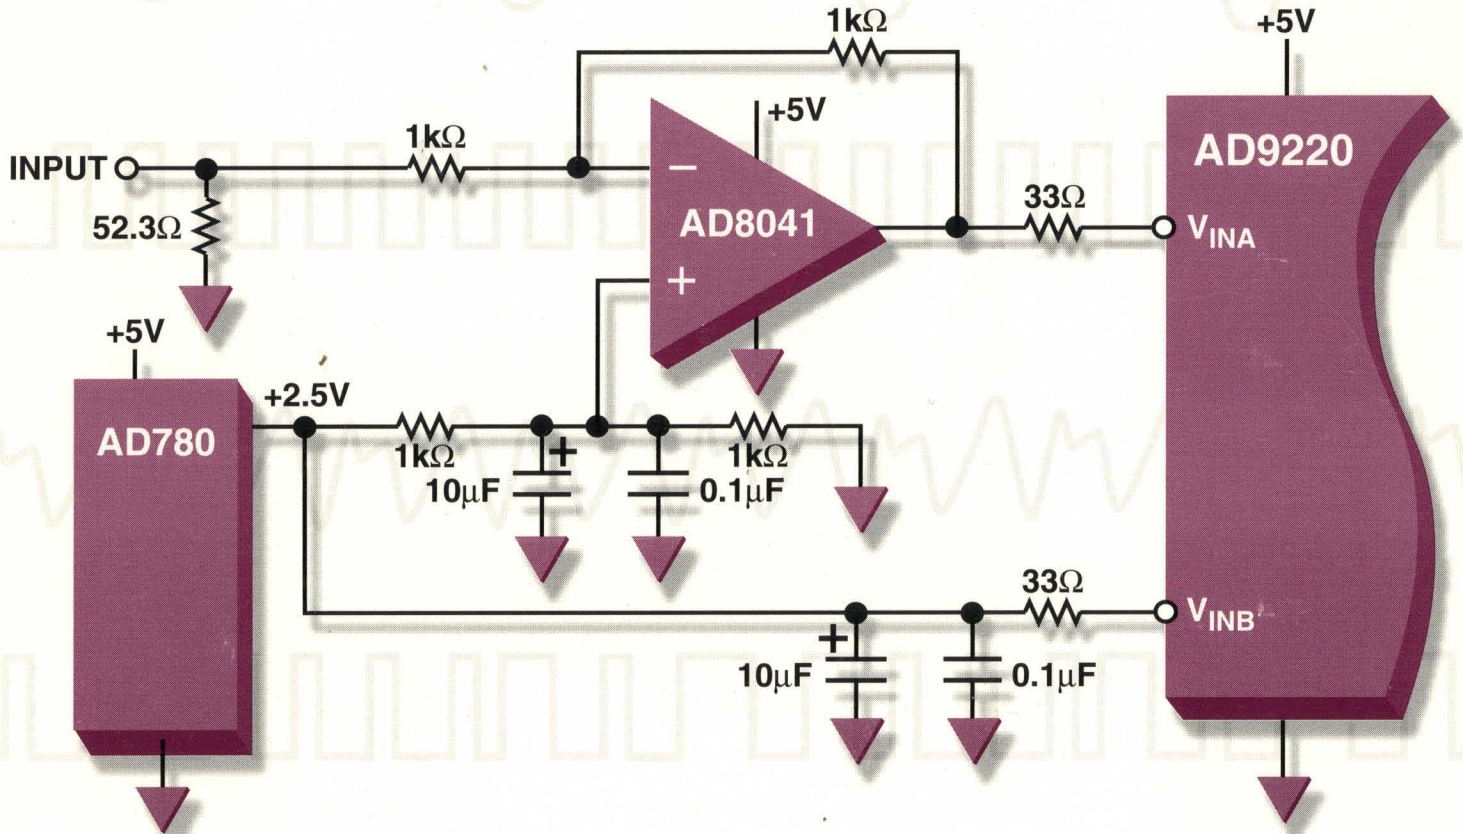 1kΩ
+5V
+5V
1kΩ
AD9220
INPUT
−
33Ω
AD8041
52.3Ω
VINA
+
+5V
+2.5V
AD780
1kΩ
+
1kΩ
10μF
0.1μF
33Ω
VINB
+
10μF
0.1μF